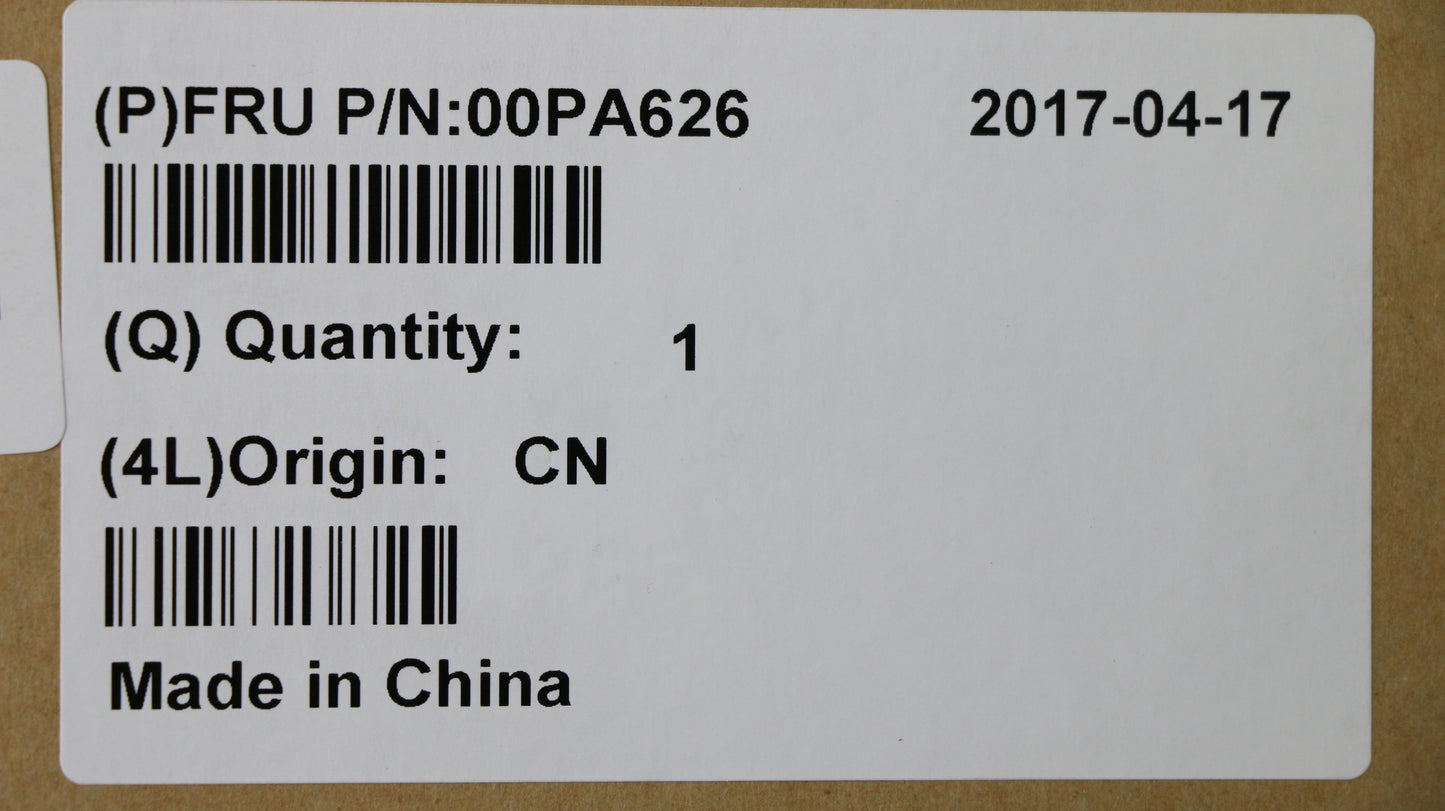 (P)FRU P/N:00PA626 2017-04-17
(Q) Quantity: 1
(4L)Origin: CN
Made in China